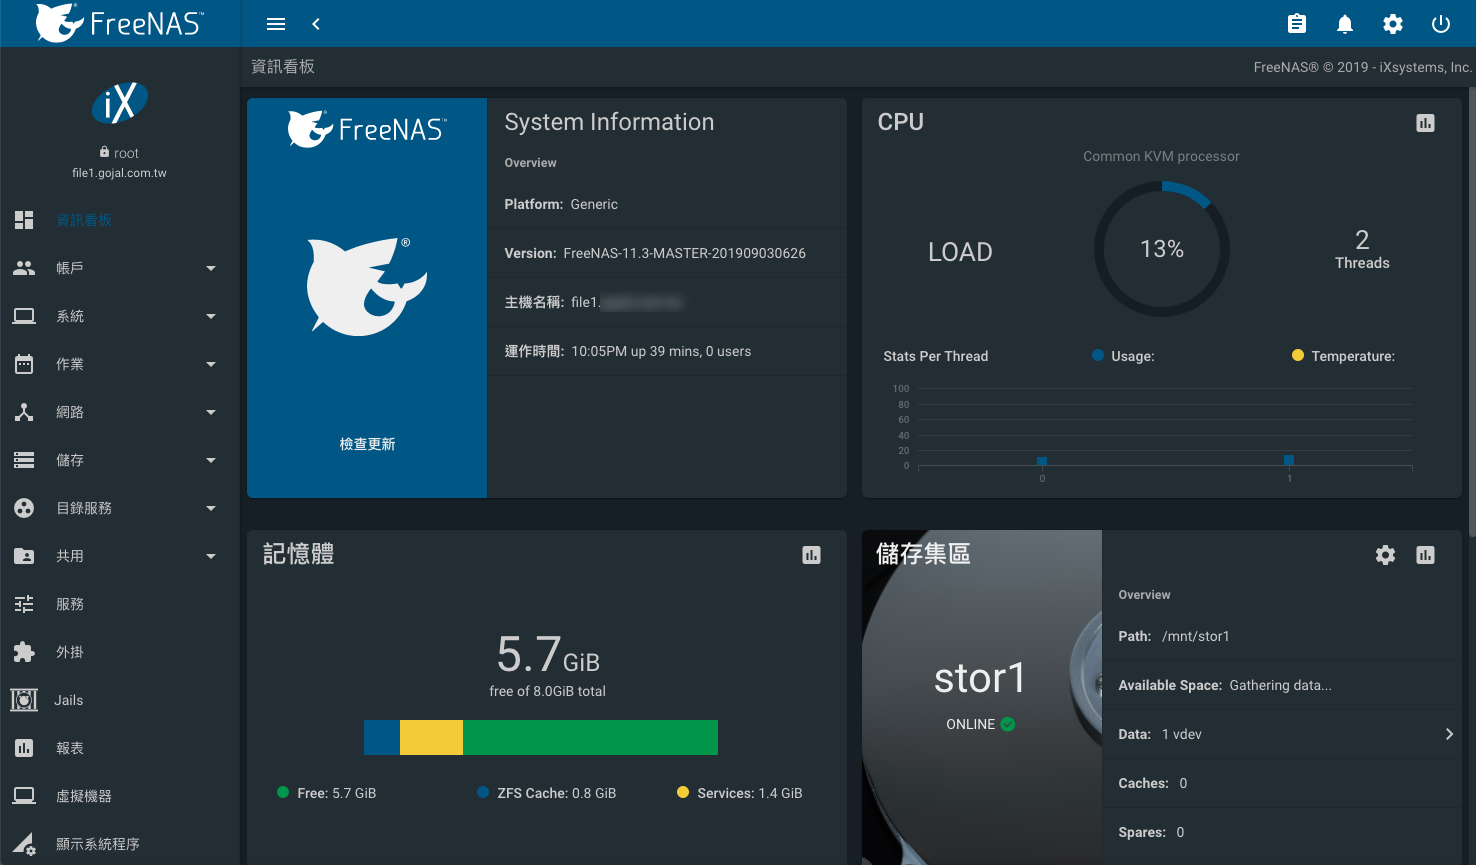 FreeNAS™
資訊看板
FreeNAS® © 2019 - iXsystems, Inc.
iX
root
file1.gojal.com.tw
資訊看板
帳戶
系統
作業
網路
儲存
目錄服務
共用
服務
外掛
Jails
報表
虛擬機器
顯示系統程序
FreeNAS™
®
檢查更新
System Information
Overview
Platform: Generic
Version: FreeNAS-11.3-MASTER-201909030626
主機名稱: file1.
運作時間: 10:05PM up 39 mins, 0 users
CPU
Common KVM processor
LOAD
13%
2
Threads
Stats Per Thread
Usage:
Temperature:
100
80
60
40
20
0
0 1
記憶體
5.7GiB
free of 8.0GiB total
Free: 5.7 GiB
ZFS Cache: 0.8 GiB
Services: 1.4 GiB
儲存集區
stor1
ONLINE
Overview
Path: /mnt/stor1
Available Space: Gathering data...
Data: 1 vdev
Caches: 0
Spares: 0